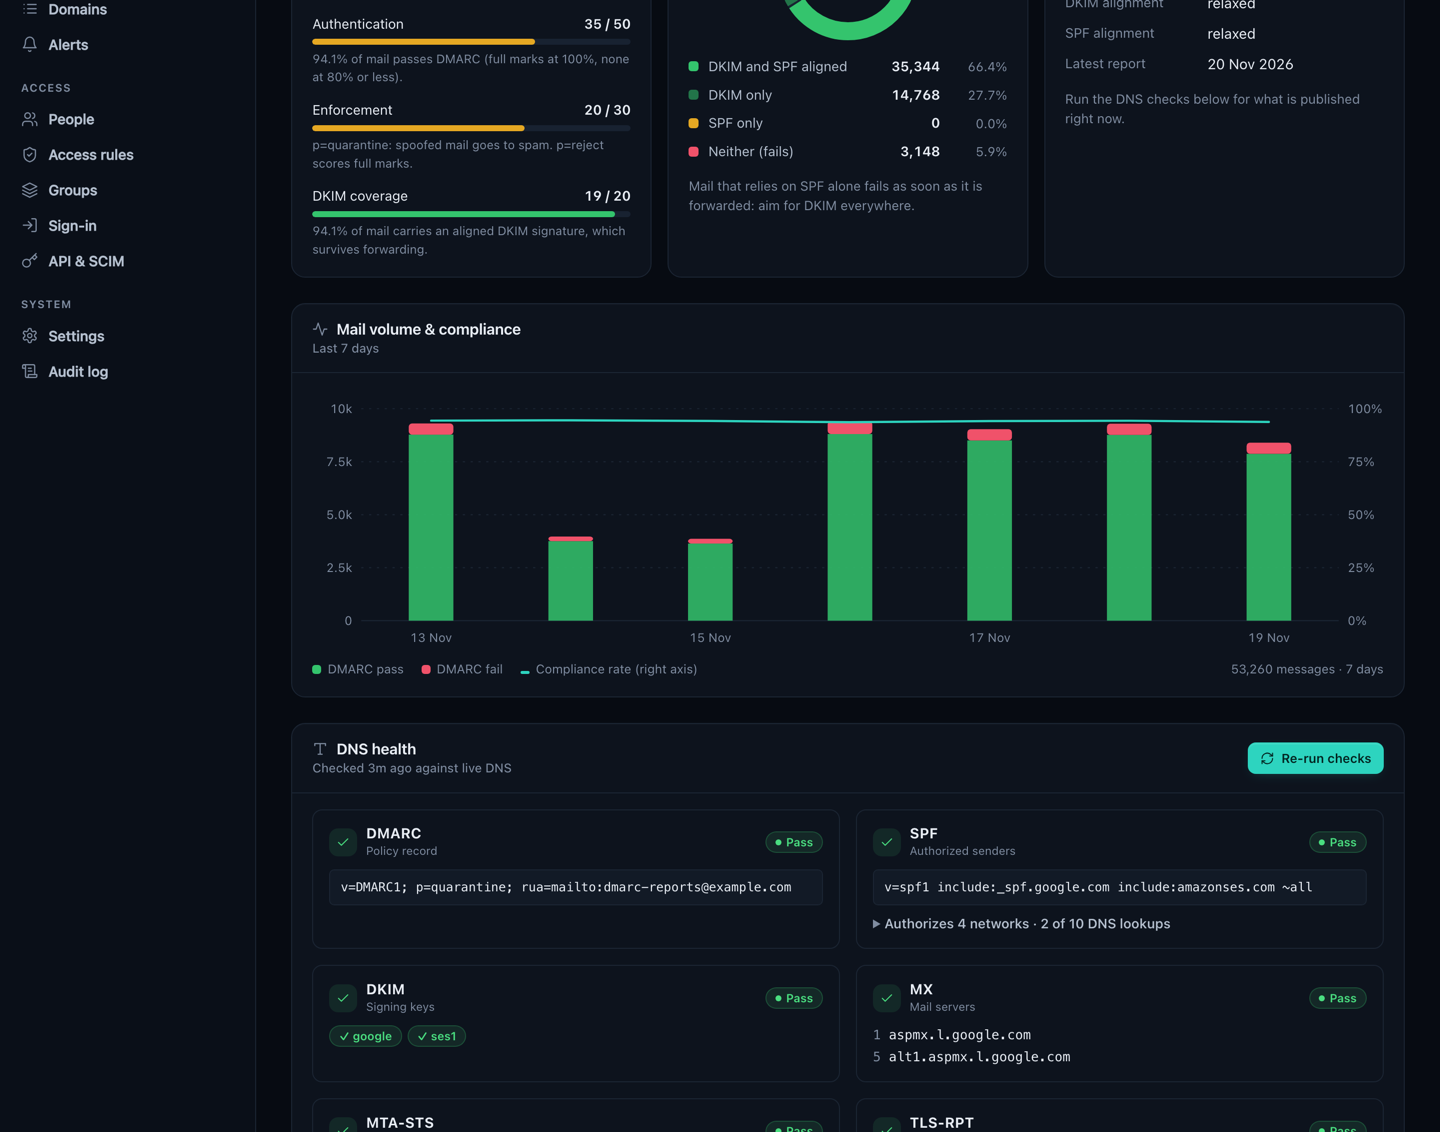 Domains
Alerts
ACCESS
People
Access rules
Groups
Sign-in
API & SCIM
SYSTEM
Settings
Audit log
Authentication 35 / 50
94.1% of mail passes DMARC (full marks at 100%, none
at 80% or less).
Enforcement 20 / 30
p=quarantine: spoofed mail goes to spam. p=reject
scores full marks.
DKIM coverage 19 / 20
94.1% of mail carries an aligned DKIM signature, which
survives forwarding.
DKIM and SPF aligned 35,344 66.4%
DKIM only 14,768 27.7%
SPF only 0 0.0%
Neither (fails) 3,148 5.9%
Mail that relies on SPF alone fails as soon as it is
forwarded: aim for DKIM everywhere.
DKIM alignment relaxed
SPF alignment relaxed
Latest report 20 Nov 2026
Run the DNS checks below for what is published
right now.
Mail volume & compliance
Last 7 days
10k 100%
7.5k 75%
5.0k 50%
2.5k 25%
0 0%
13 Nov 15 Nov 17 Nov 19 Nov
DMARC pass DMARC fail Compliance rate (right axis) 53,260 messages · 7 days
DNS health
Checked 3m ago against live DNS
Re-run checks
DMARC
Policy record
Pass
v=DMARC1; p=quarantine; rua=mailto:dmarc-reports@example.com
SPF
Authorized senders
Pass
v=spf1 include:_spf.google.com include:amazonses.com ~all
Authorizes 4 networks · 2 of 10 DNS lookups
DKIM
Signing keys
Pass
google ses1
MX
Mail servers
Pass
1 aspmx.l.google.com
5 alt1.aspmx.l.google.com
MTA-STS
Pass
TLS-RPT
Pass